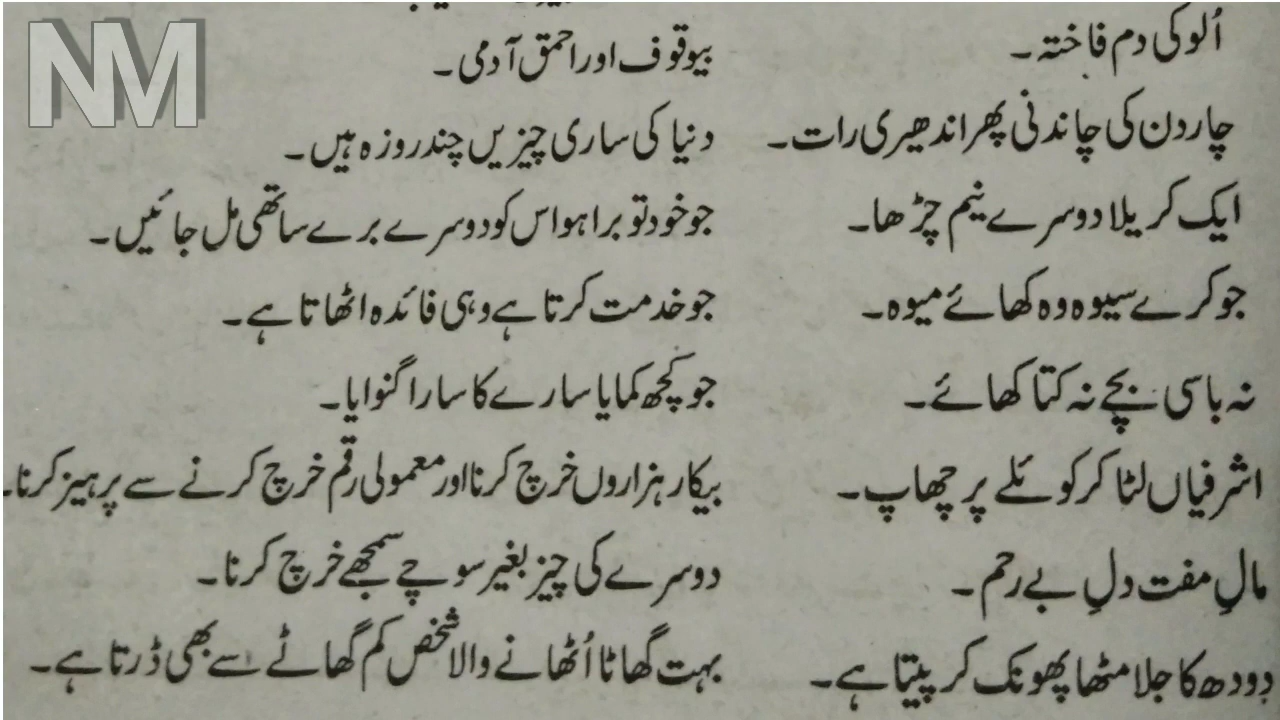 NM
اُلو کی دم فاختہ۔ بیوقوف اور احمق آدمی۔
چار دن کی چاندنی پھر اندھیری رات۔ دنیا کی ساری چیزیں چند روزہ ہیں۔
ایک کریلا دوسرے نیم چڑھا۔ جو خود تو برا ہو اس کو دوسرے برے ساتھی مل جائیں۔
جو کرے سیوہ وہ کھائے میوہ۔ جو خدمت کرتا ہے وہی فائدہ اٹھاتا ہے۔
نہ باسی بچے نہ کتا کھائے۔ جو کچھ کمایا سارے کا سارا گنوایا۔
اشرفیاں لٹا کر کوئلے پر چھاپ۔ بیکار ہزاروں خرچ کرنا اور معمولی رقم خرچ کرنے سے پرہیز کرنا۔
مالِ مفت دلِ بے رحم۔ دوسرے کی چیز بغیر سوچے سمجھے خرچ کرنا۔
دودھ کا جلا مٹھا پھونک کر پیتا ہے۔ بہت گھاٹا اُٹھانے والا شخص کم گھاٹے سے بھی ڈرتا ہے۔